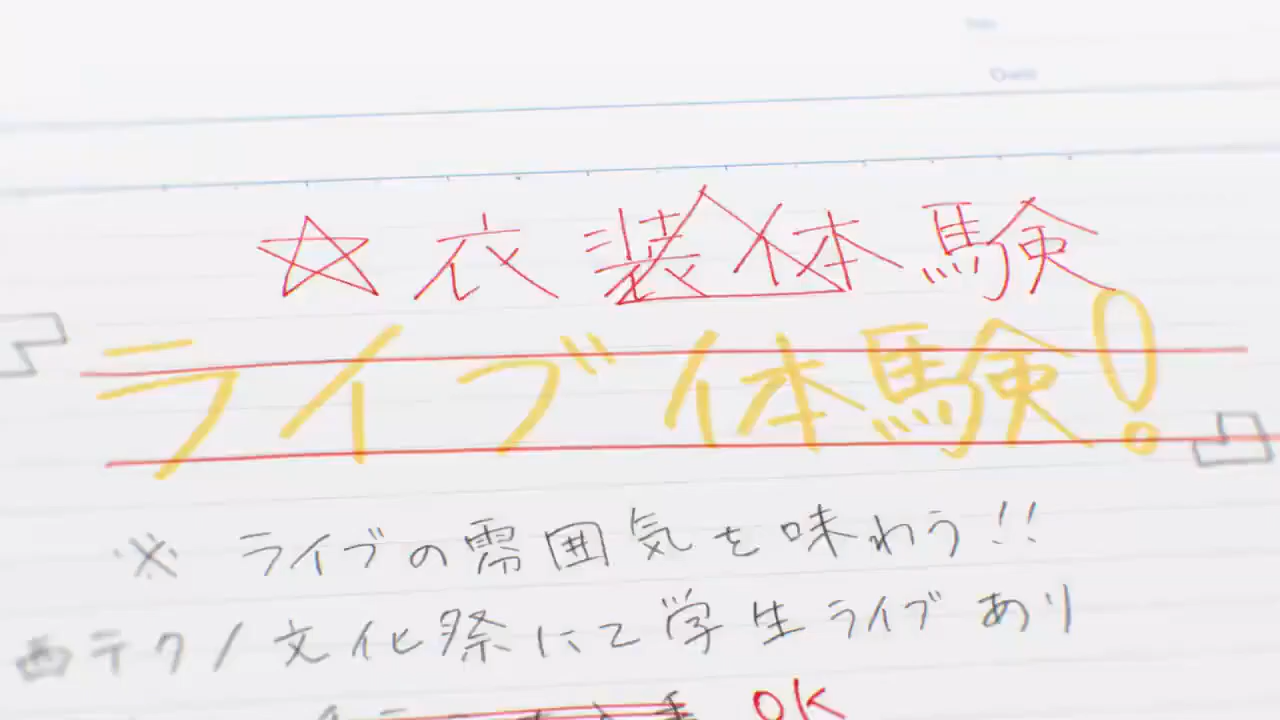 ☆衣装体験
ライブ体験!
※ ライブの雰囲気を味わう!!
西テクノ文化祭にて学生ライブあり
OK